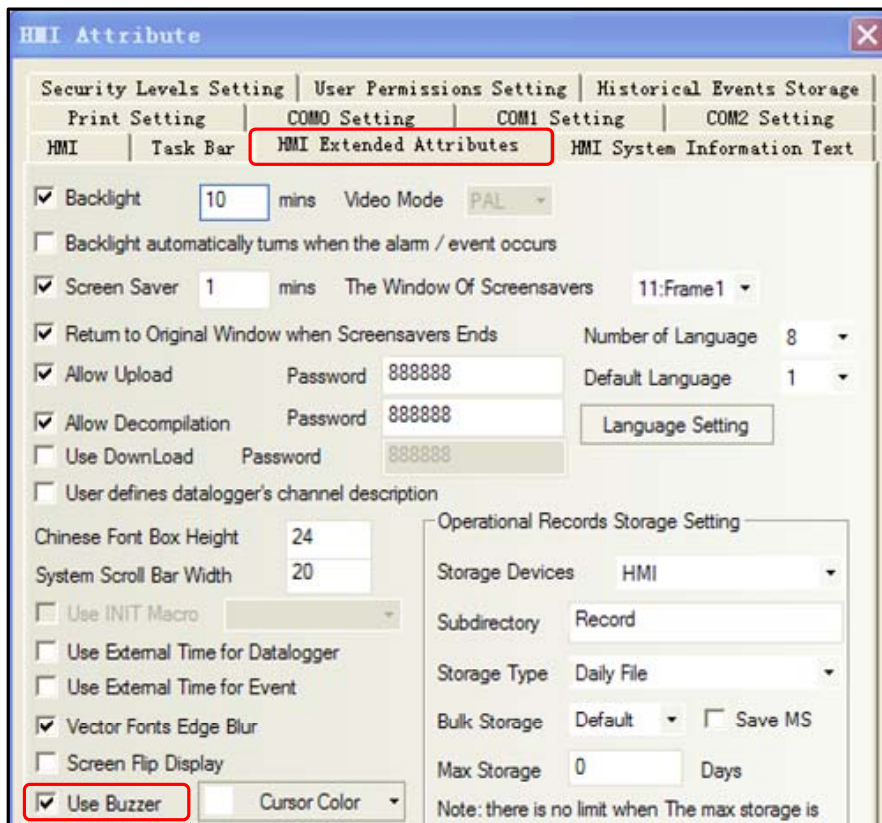 HMI Attribute
Security Levels Setting User Permissions Setting Historical Events Storage
Print Setting COM0 Setting COM1 Setting COM2 Setting
HMI Task Bar HMI Extended Attributes HMI System Information Text
Backlight 10 mins Video Mode PAL
Backlight automatically turns when the alarm / event occurs
Screen Saver 1 mins The Window Of Screensavers 11:Frame1
Return to Original Window when Screensavers Ends Number of Language 8
Allow Upload Password 888888 Default Language 1
Allow Decompilation Password 888888 Language Setting
Use DownLoad Password 888888
User defines datalogger's channel description
Chinese Font Box Height 24
System Scroll Bar Width 20
Use INIT Macro
Use External Time for Datalogger
Use External Time for Event
Vector Fonts Edge Blur
Screen Flip Display
Use Buzzer Cursor Color
Operational Records Storage Setting
Storage Devices HMI
Subdirectory Record
Storage Type Daily File
Bulk Storage Default Save MS
Max Storage 0 Days
Note: there is no limit when The max storage is